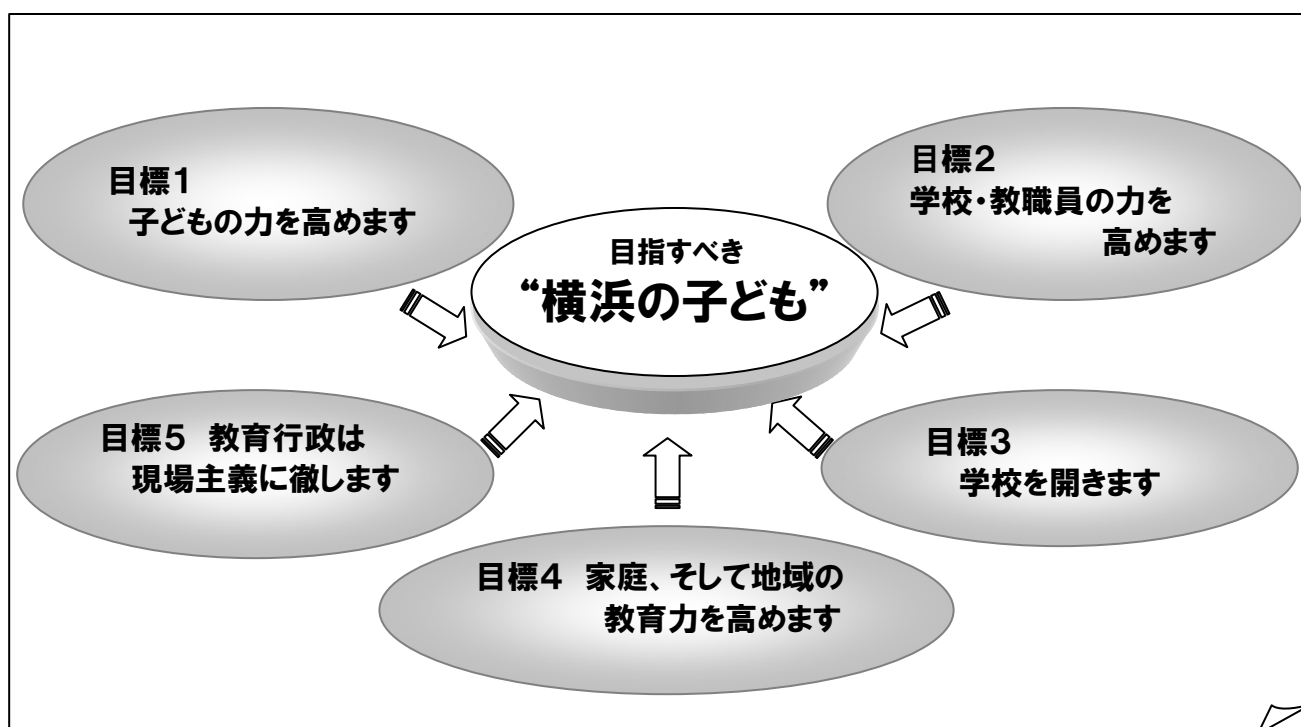 目標1
子どもの力を高めます
目標2
学校・教職員の力を
高めます
目指すべき
“横浜の子ども”
目標5 教育行政は
現場主義に徹します
目標3
学校を開きます
目標4 家庭、そして地域の
教育力を高めます